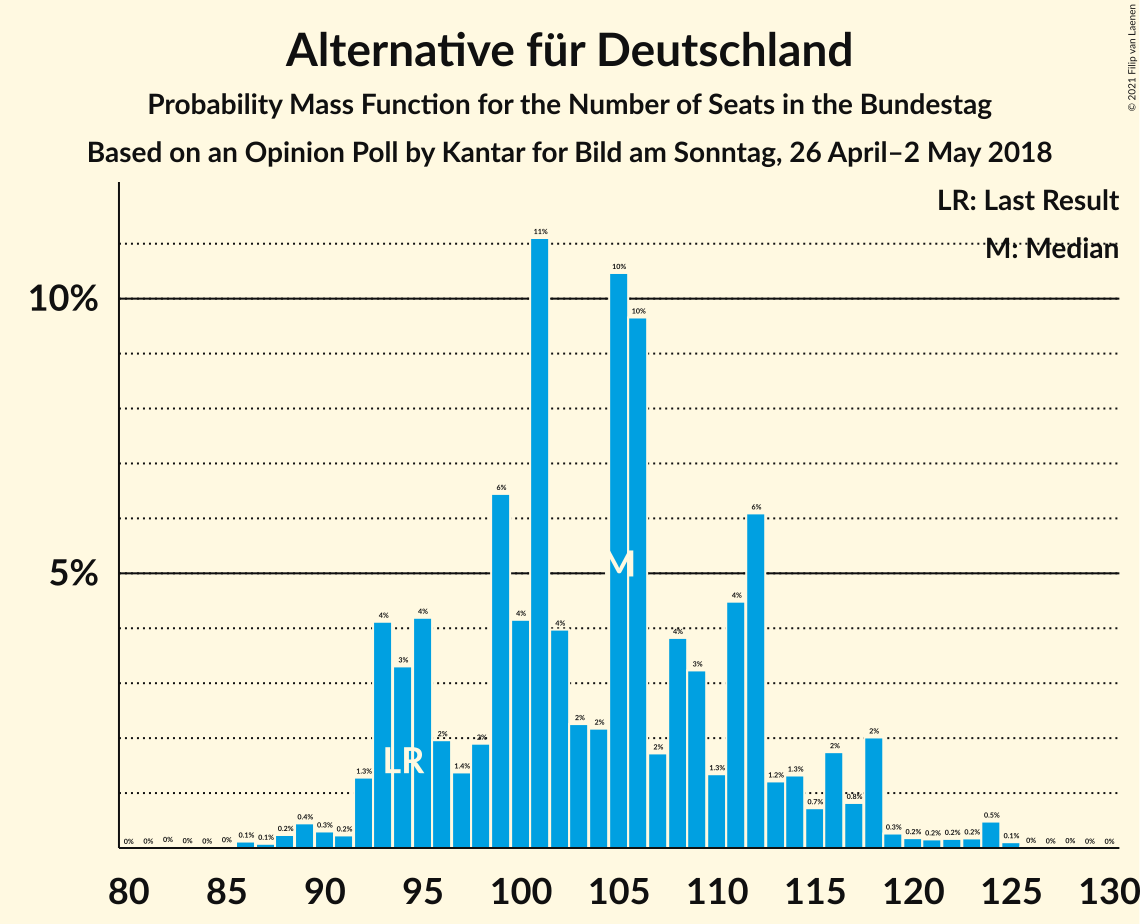 Alternative für Deutschland
Probability Mass Function for the Number of Seats in the Bundestag
Based on an Opinion Poll by Kantar for Bild am Sonntag, 26 April–2 May 2018
© 2021 Filip van Laenen
LR: Last Result
M: Median
10%
5%
0% 0% 0% 0% 0% 0% 0.1% 0.1% 0.2% 0.4% 0.3% 0.2% 1.3% 4% 3% 4% 2% 1.4% 2% 6% 4% 11% 4% 2% 2% 10% 10% 2% 4% 3% 1.3% 4% 6% 1.2% 1.3% 0.7% 2% 0.8% 2% 0.3% 0.2% 0.2% 0.2% 0.2% 0.5% 0.1% 0% 0% 0% 0% 0%
M
LR
80 85 90 95 100 105 110 115 120 125 130